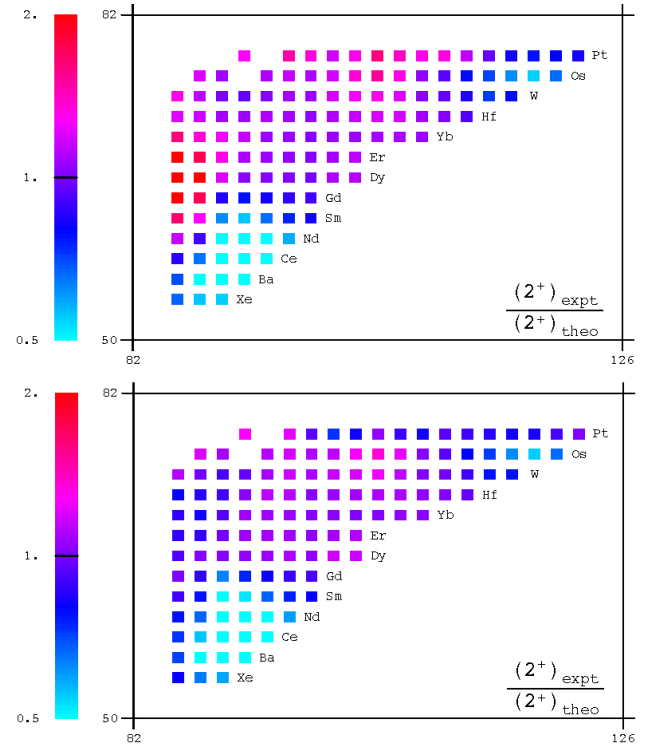 2.
82
Pt
Os
W
Hf
Yb
1.
Er
Dy
Gd
Sm
Nd
Ce
Ba
Xe
(2+)expt
(2+)theo
0.5
50
82
126
2.
82
Pt
Os
W
Hf
Yb
1.
Er
Dy
Gd
Sm
Nd
Ce
Ba
Xe
(2+)expt
(2+)theo
0.5
50
82
126